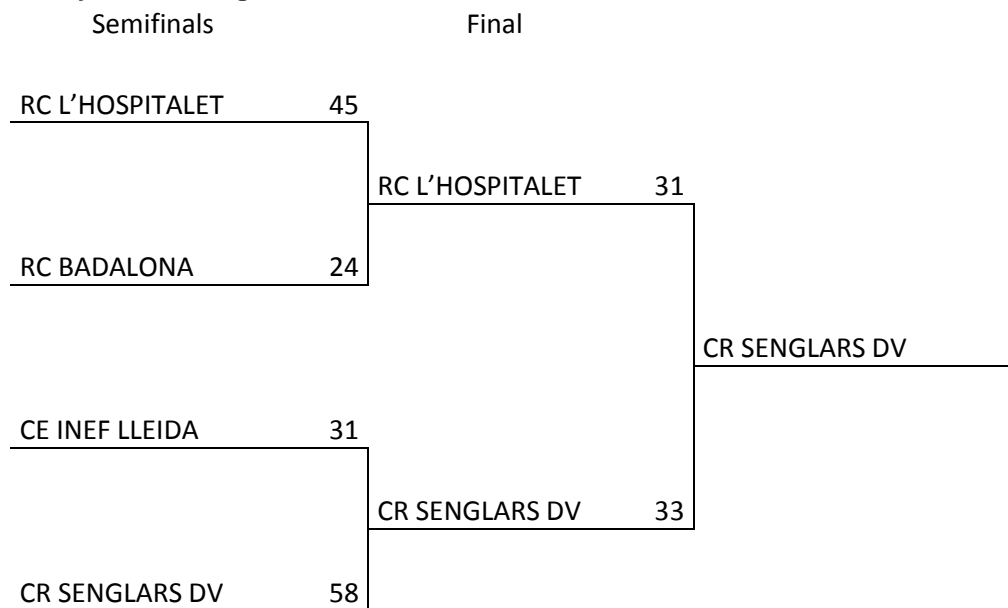 Semifinals Final
RC L’HOSPITALET 45
RC L’HOSPITALET 31
RC BADALONA 24
CR SENGLARS DV
CE INEF LLEIDA 31
CR SENGLARS DV 33
CR SENGLARS DV 58